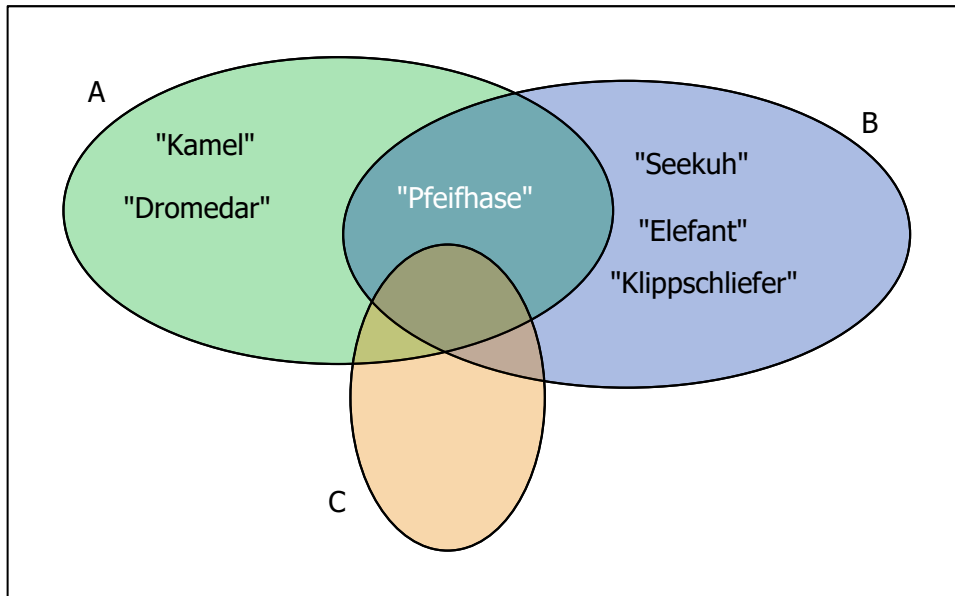 A
B
"Kamel"
"Seekuh"
"Dromedar"
"Pfeifhase"
"Elefant"
"Klippschliefer"
C